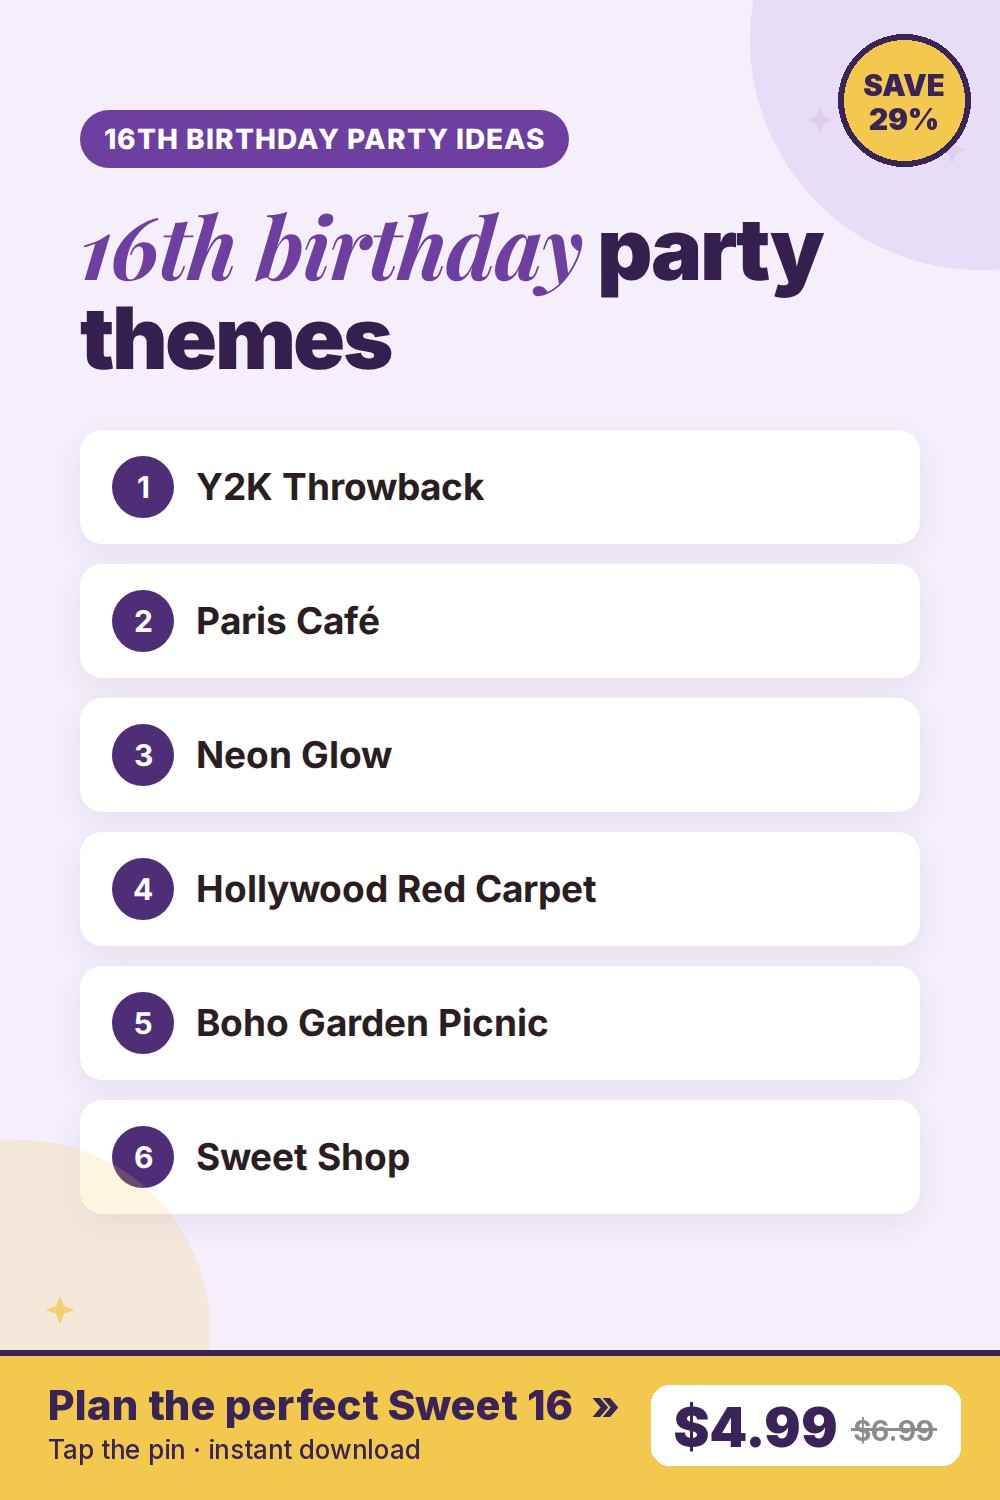 SAVE
29%
16TH BIRTHDAY PARTY IDEAS
16th birthday party
themes
1 Y2K Throwback
2 Paris Café
3 Neon Glow
4 Hollywood Red Carpet
5 Boho Garden Picnic
6 Sweet Shop
Plan the perfect Sweet 16 »
Tap the pin · instant download
$4.99 $6.99